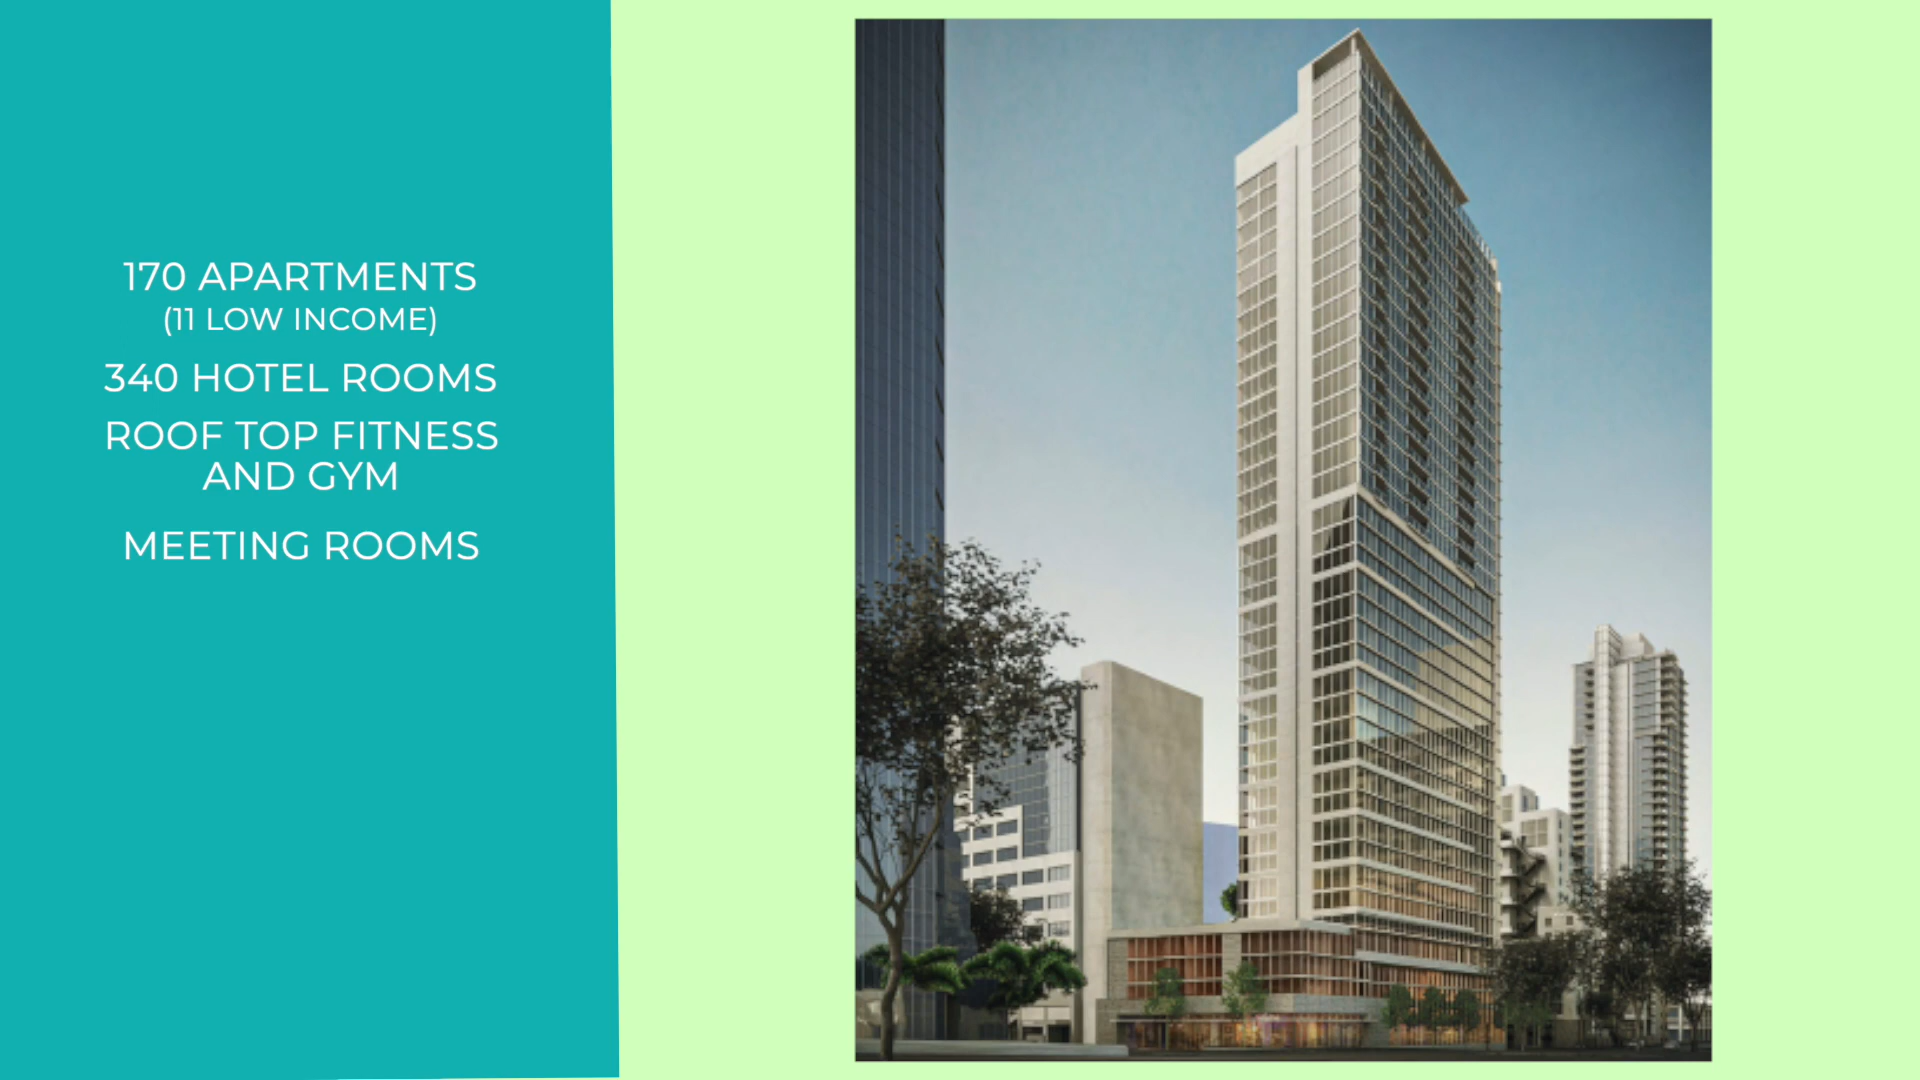 170 APARTMENTS
(11 LOW INCOME)
340 HOTEL ROOMS
ROOF TOP FITNESS
AND GYM
MEETING ROOMS